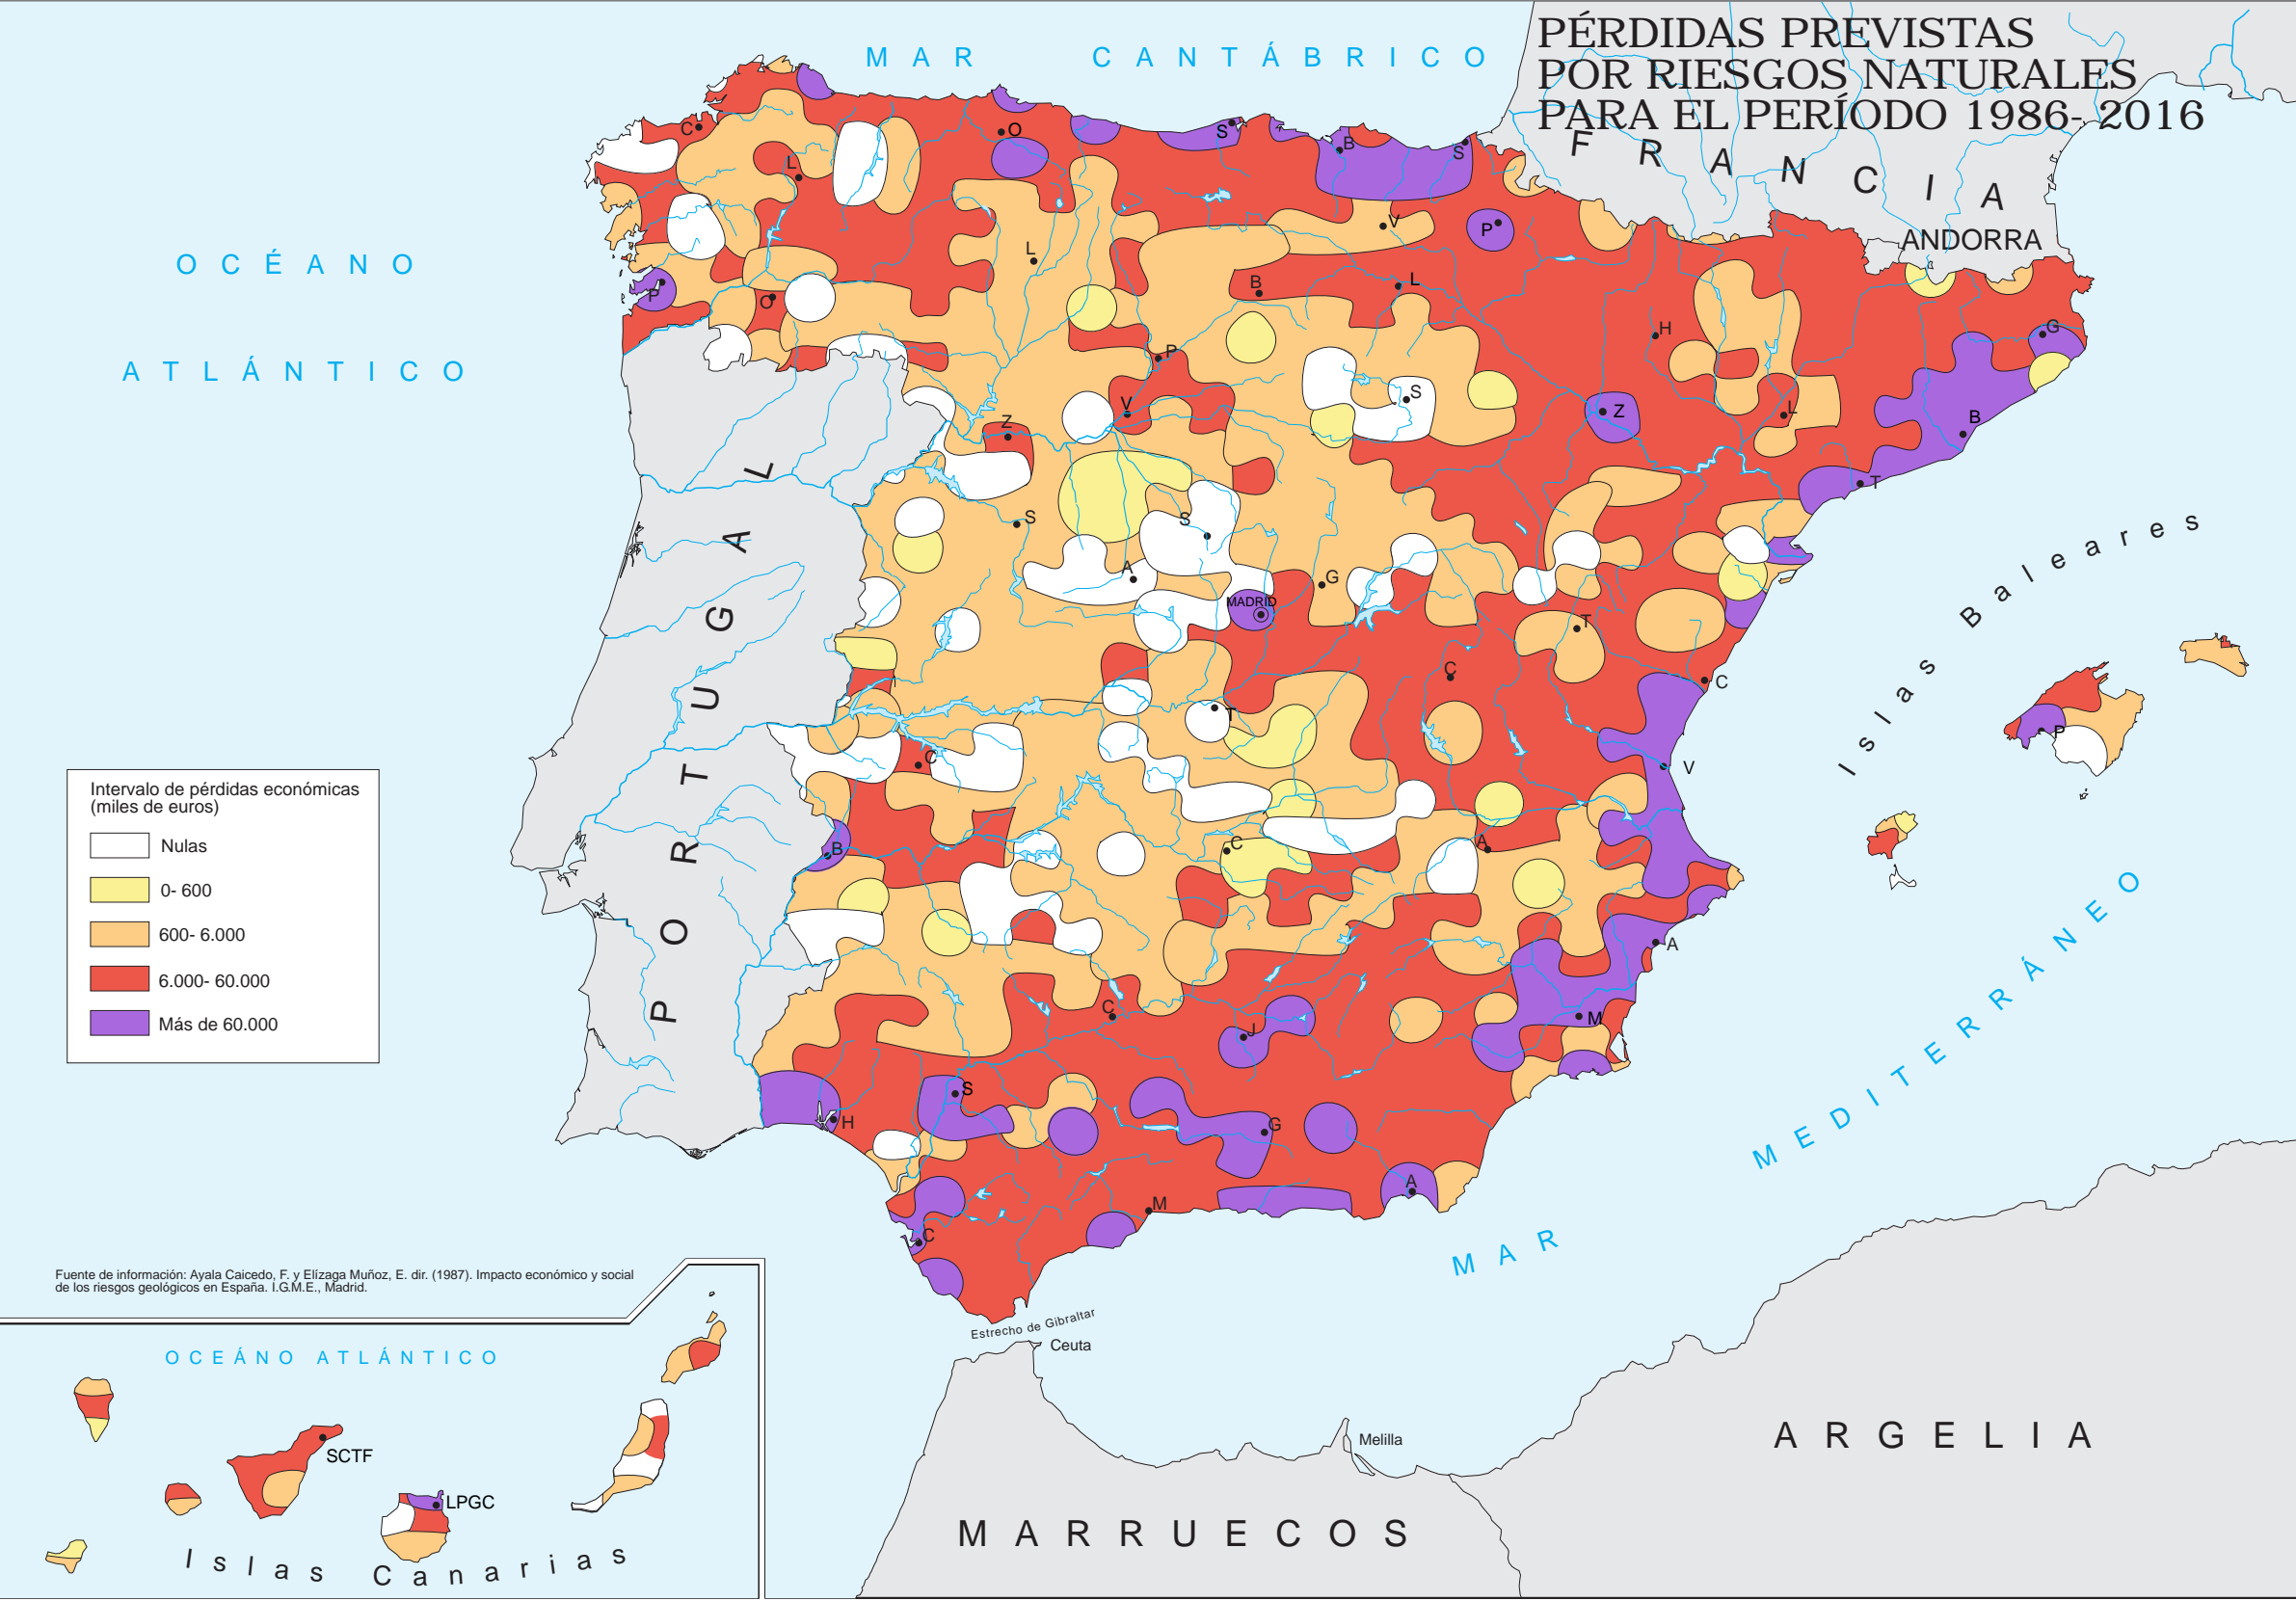 PÉRDIDAS PREVISTAS
POR RIESGOS NATURALES
PARA EL PERÍODO 1986- 2016
MAR CANTÁBRICO
FRANCIA
ANDORRA
OCÉANO
ATLÁNTICO
PORTUGAL
C
L
O
S
B
S
P
O
L
V
P
B
L
H
G
P
V
Z
S
Z
L
B
T
S
S
A
G
MADRID
T
C
C
T
C
V
B
C
A
A
C
J
M
S
H
G
A
M
C
Islas Baleares
P
Intervalo de pérdidas económicas
(miles de euros)
Nulas
0- 600
600- 6.000
6.000- 60.000
Más de 60.000
MAR MEDITERRÁNEO
Fuente de información: Ayala Caicedo, F. y Elízaga Muñoz, E. dir. (1987). Impacto económico y social
de los riesgos geológicos en España. I.G.M.E., Madrid.
Estrecho de Gibraltar
Ceuta
Melilla
MARRUECOS
ARGELIA
OCEÁNO ATLÁNTICO
SCTF
LPGC
Islas Canarias